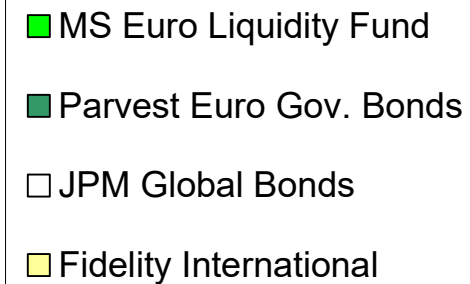 MS Euro Liquidity Fund
Parvest Euro Gov. Bonds
JPM Global Bonds
Fidelity International